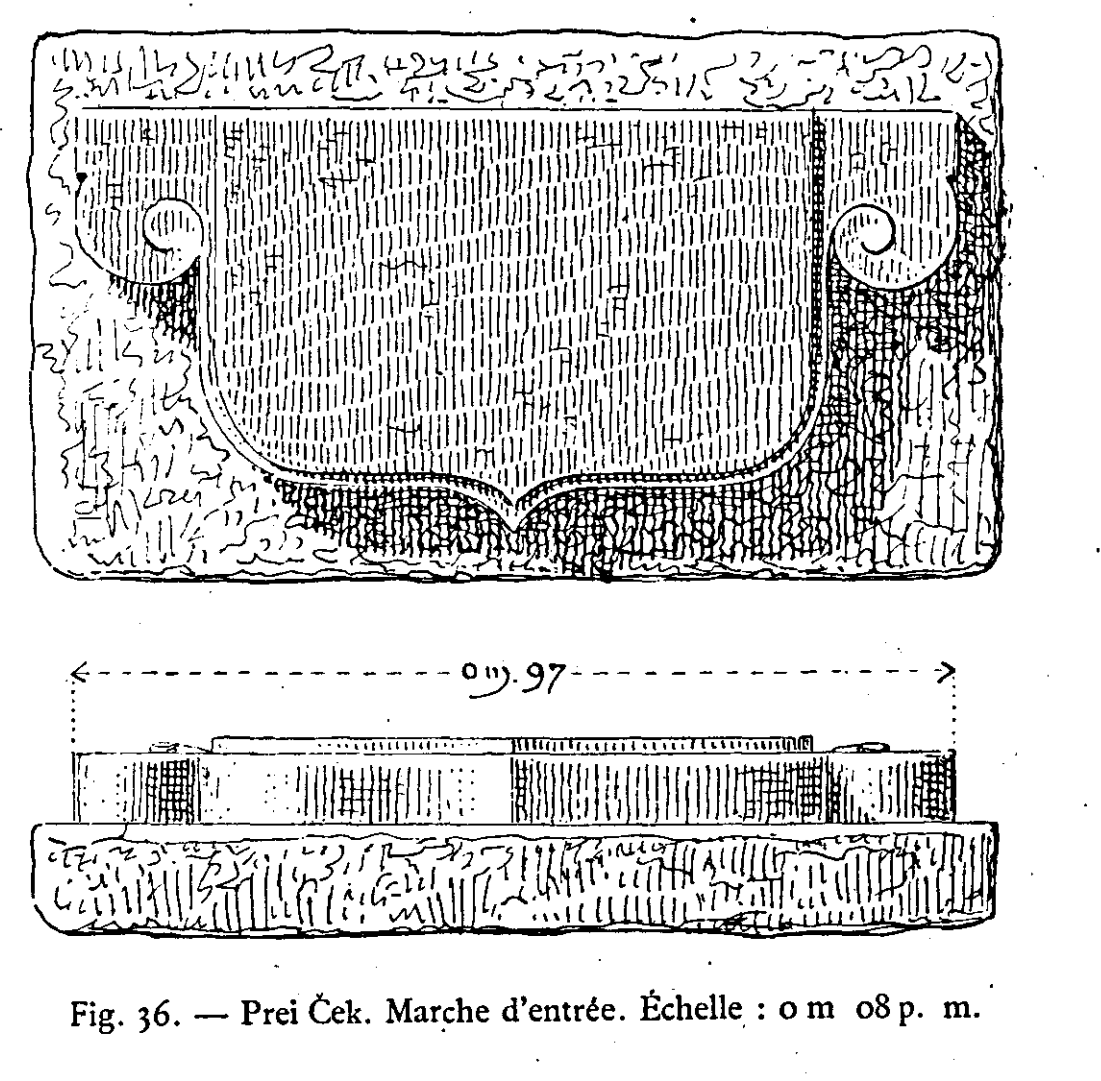 0m.97
Fig. 36. — Prei Ček. Marche d'entrée. Échelle : 0 m 08 p. m.